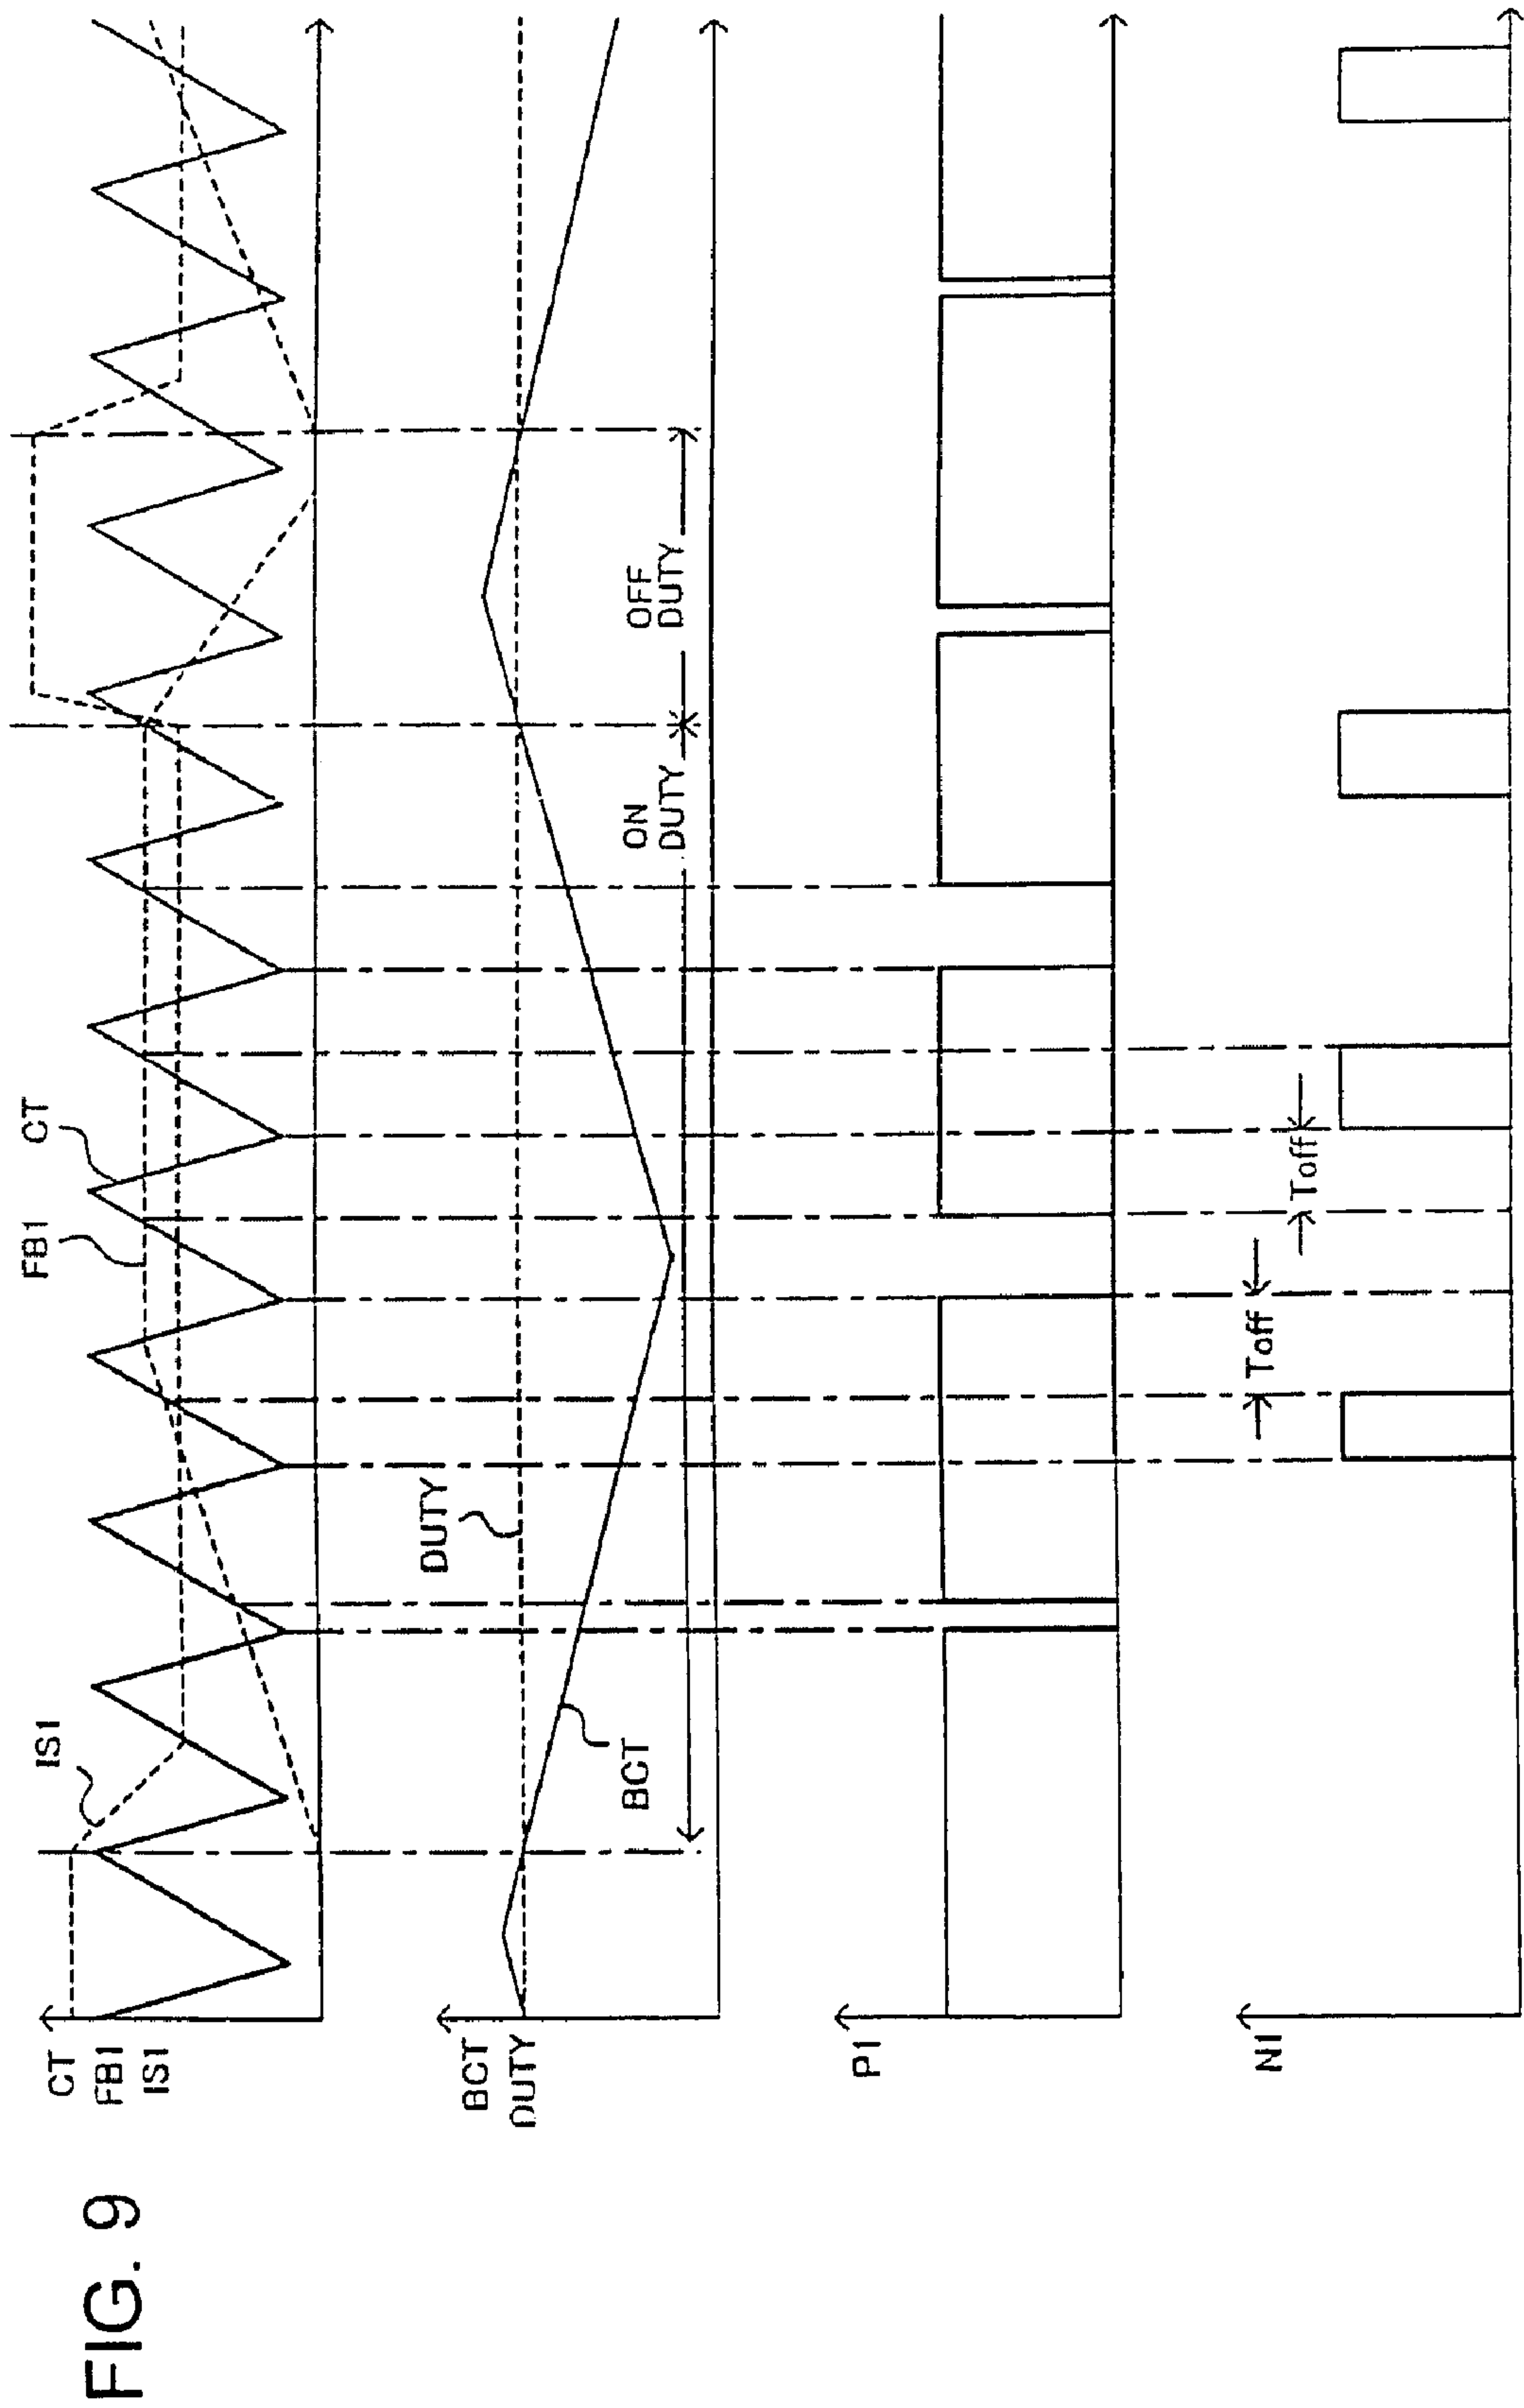 FIG. 9
CT
FB1
IS1
IS1
FB1
CT
BCT
DUTY
BCT
DUTY
ON
DUTY
OFF
DUTY
P1
Toff
Toff
N1